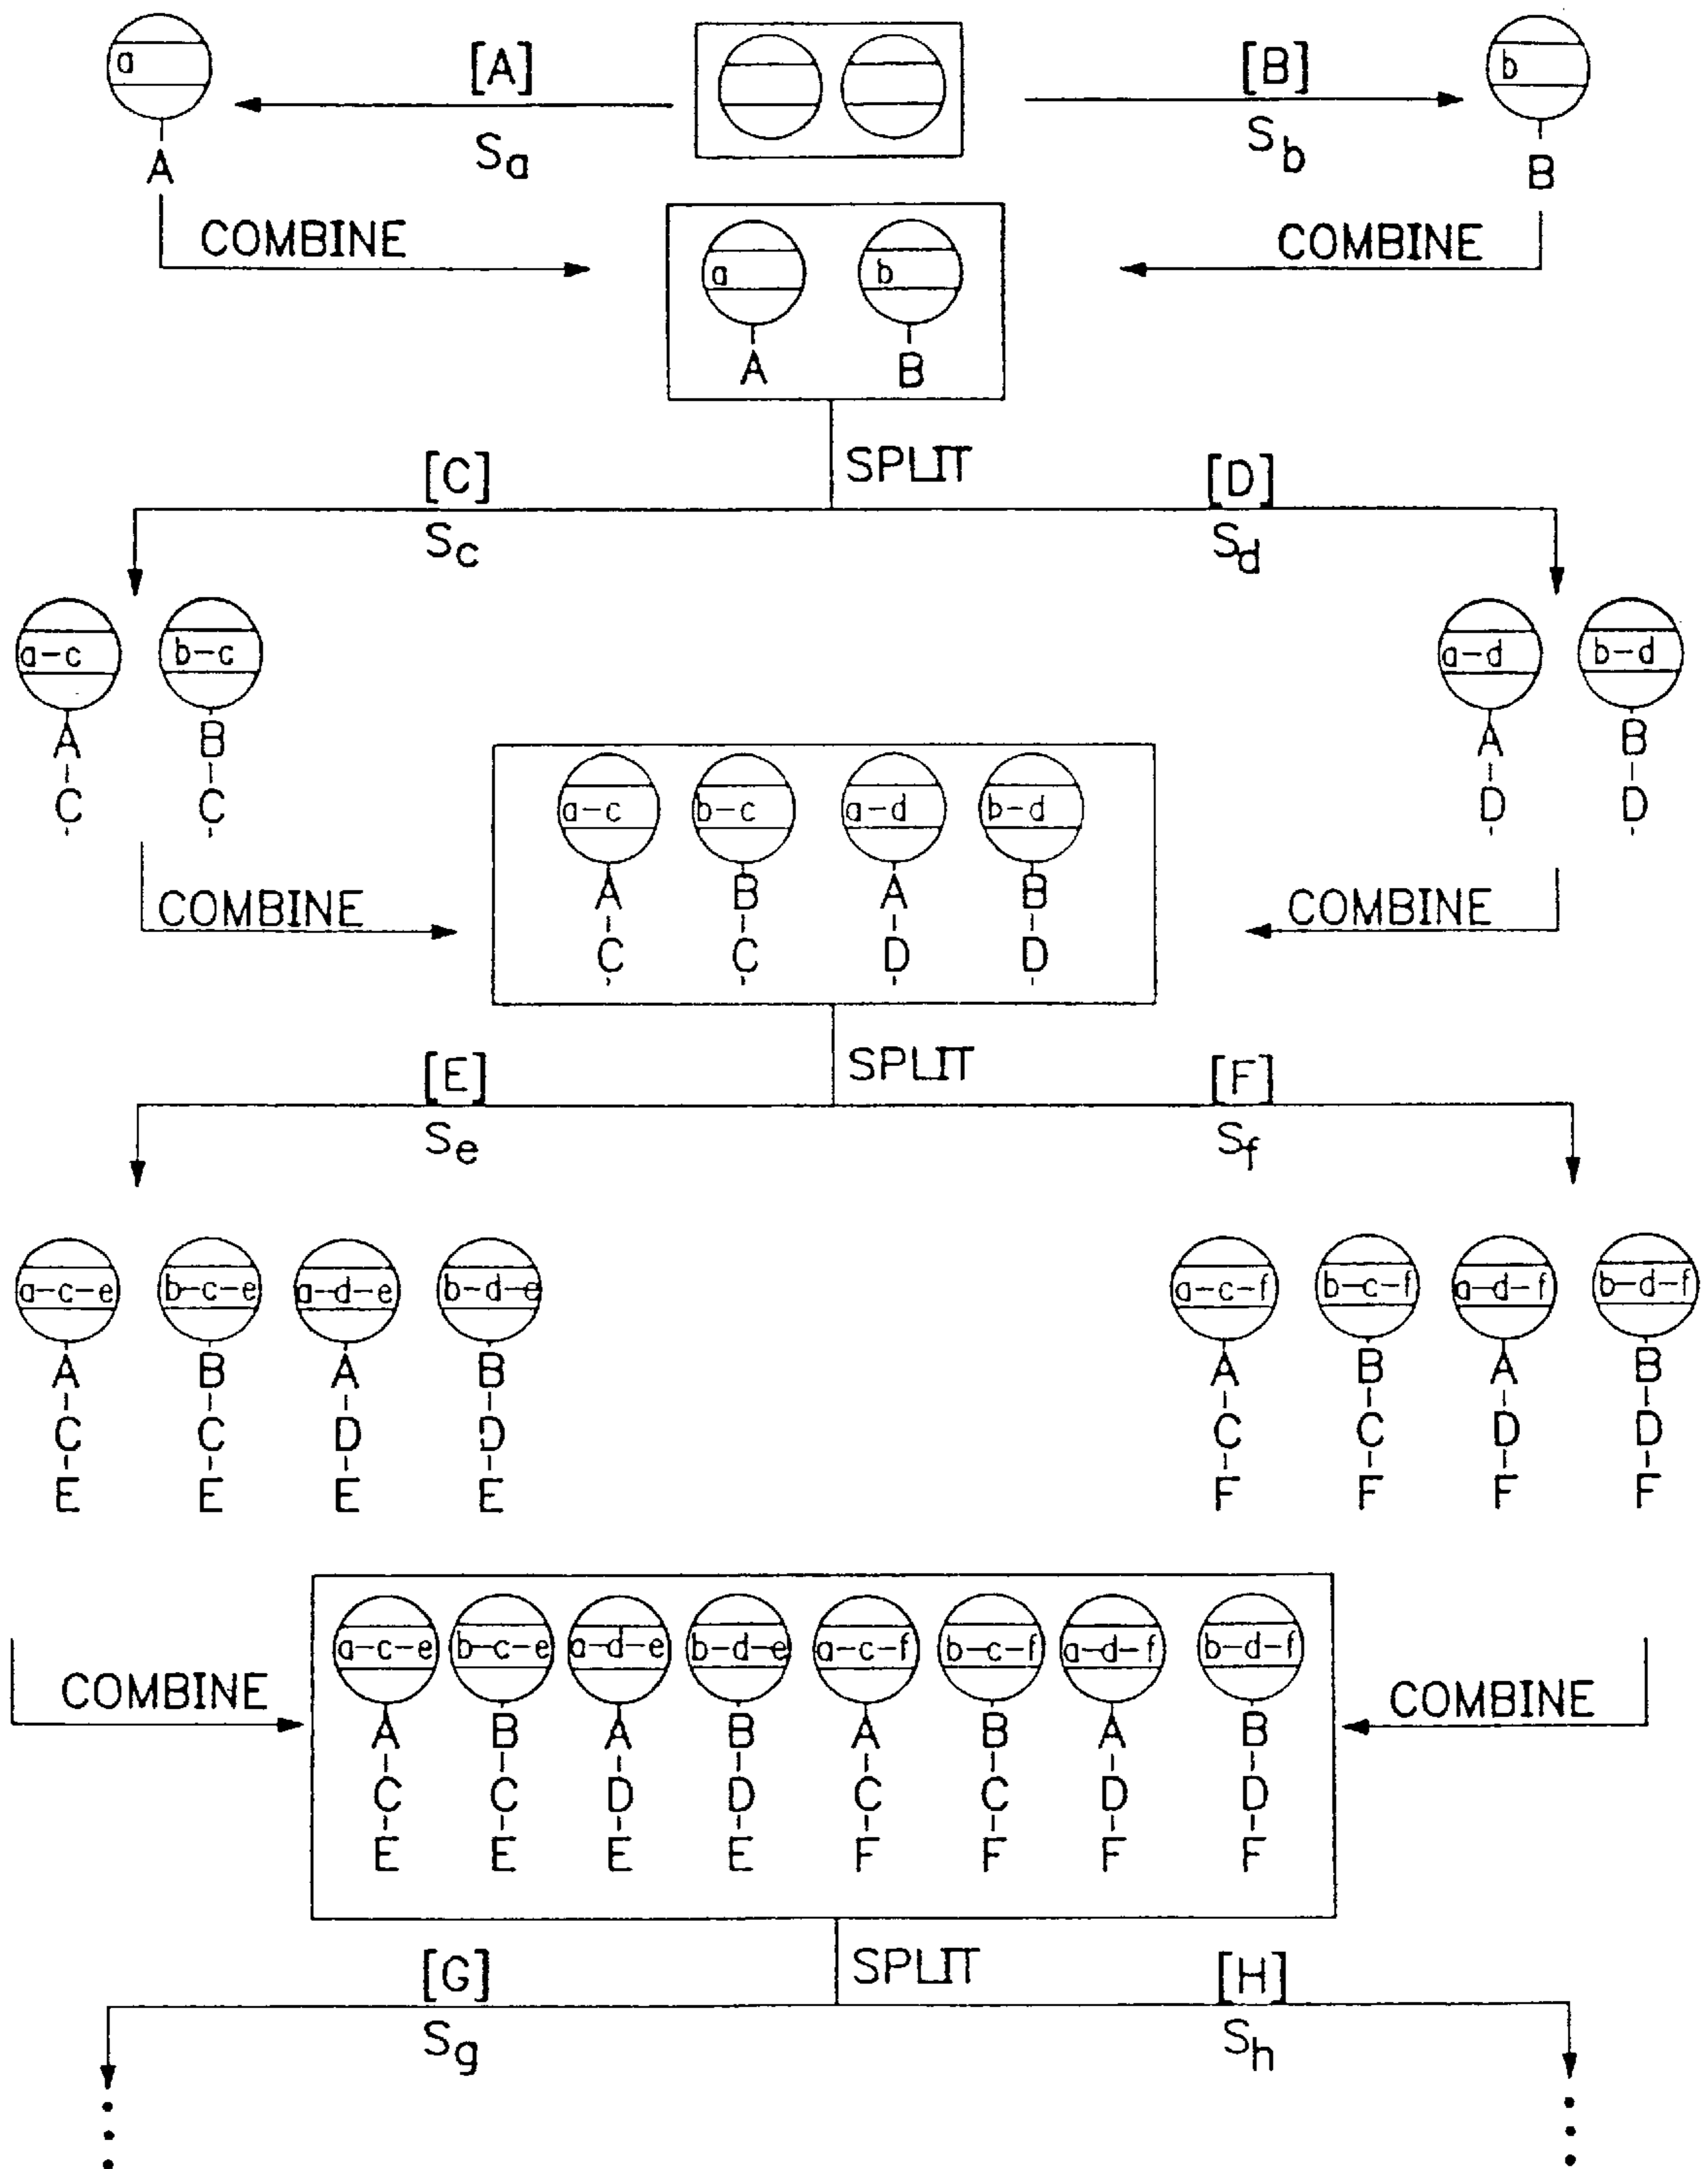 a [A] [B] b
Sa Sb
A B
COMBINE COMBINE
a b
A B
SPLIT
[C] [D]
Sc Sd
a-c b-c a-d b-d
A B A B
C C D D
a-c b-c a-d b-d
A B A B
C C D D
COMBINE COMBINE
SPLIT
[E] [F]
Se Sf
a-c-e b-c-e a-d-e b-d-e a-c-f b-c-f a-d-f b-d-f
A B A B A B A B
C C D D C C D D
E E E E F F F F
a-c-e b-c-e a-d-e b-d-e a-c-f b-c-f a-d-f b-d-f
COMBINE COMBINE
A B A B A B A B
C C D D C C D D
E E E E F F F F
SPLIT
[G] [H]
Sg Sh